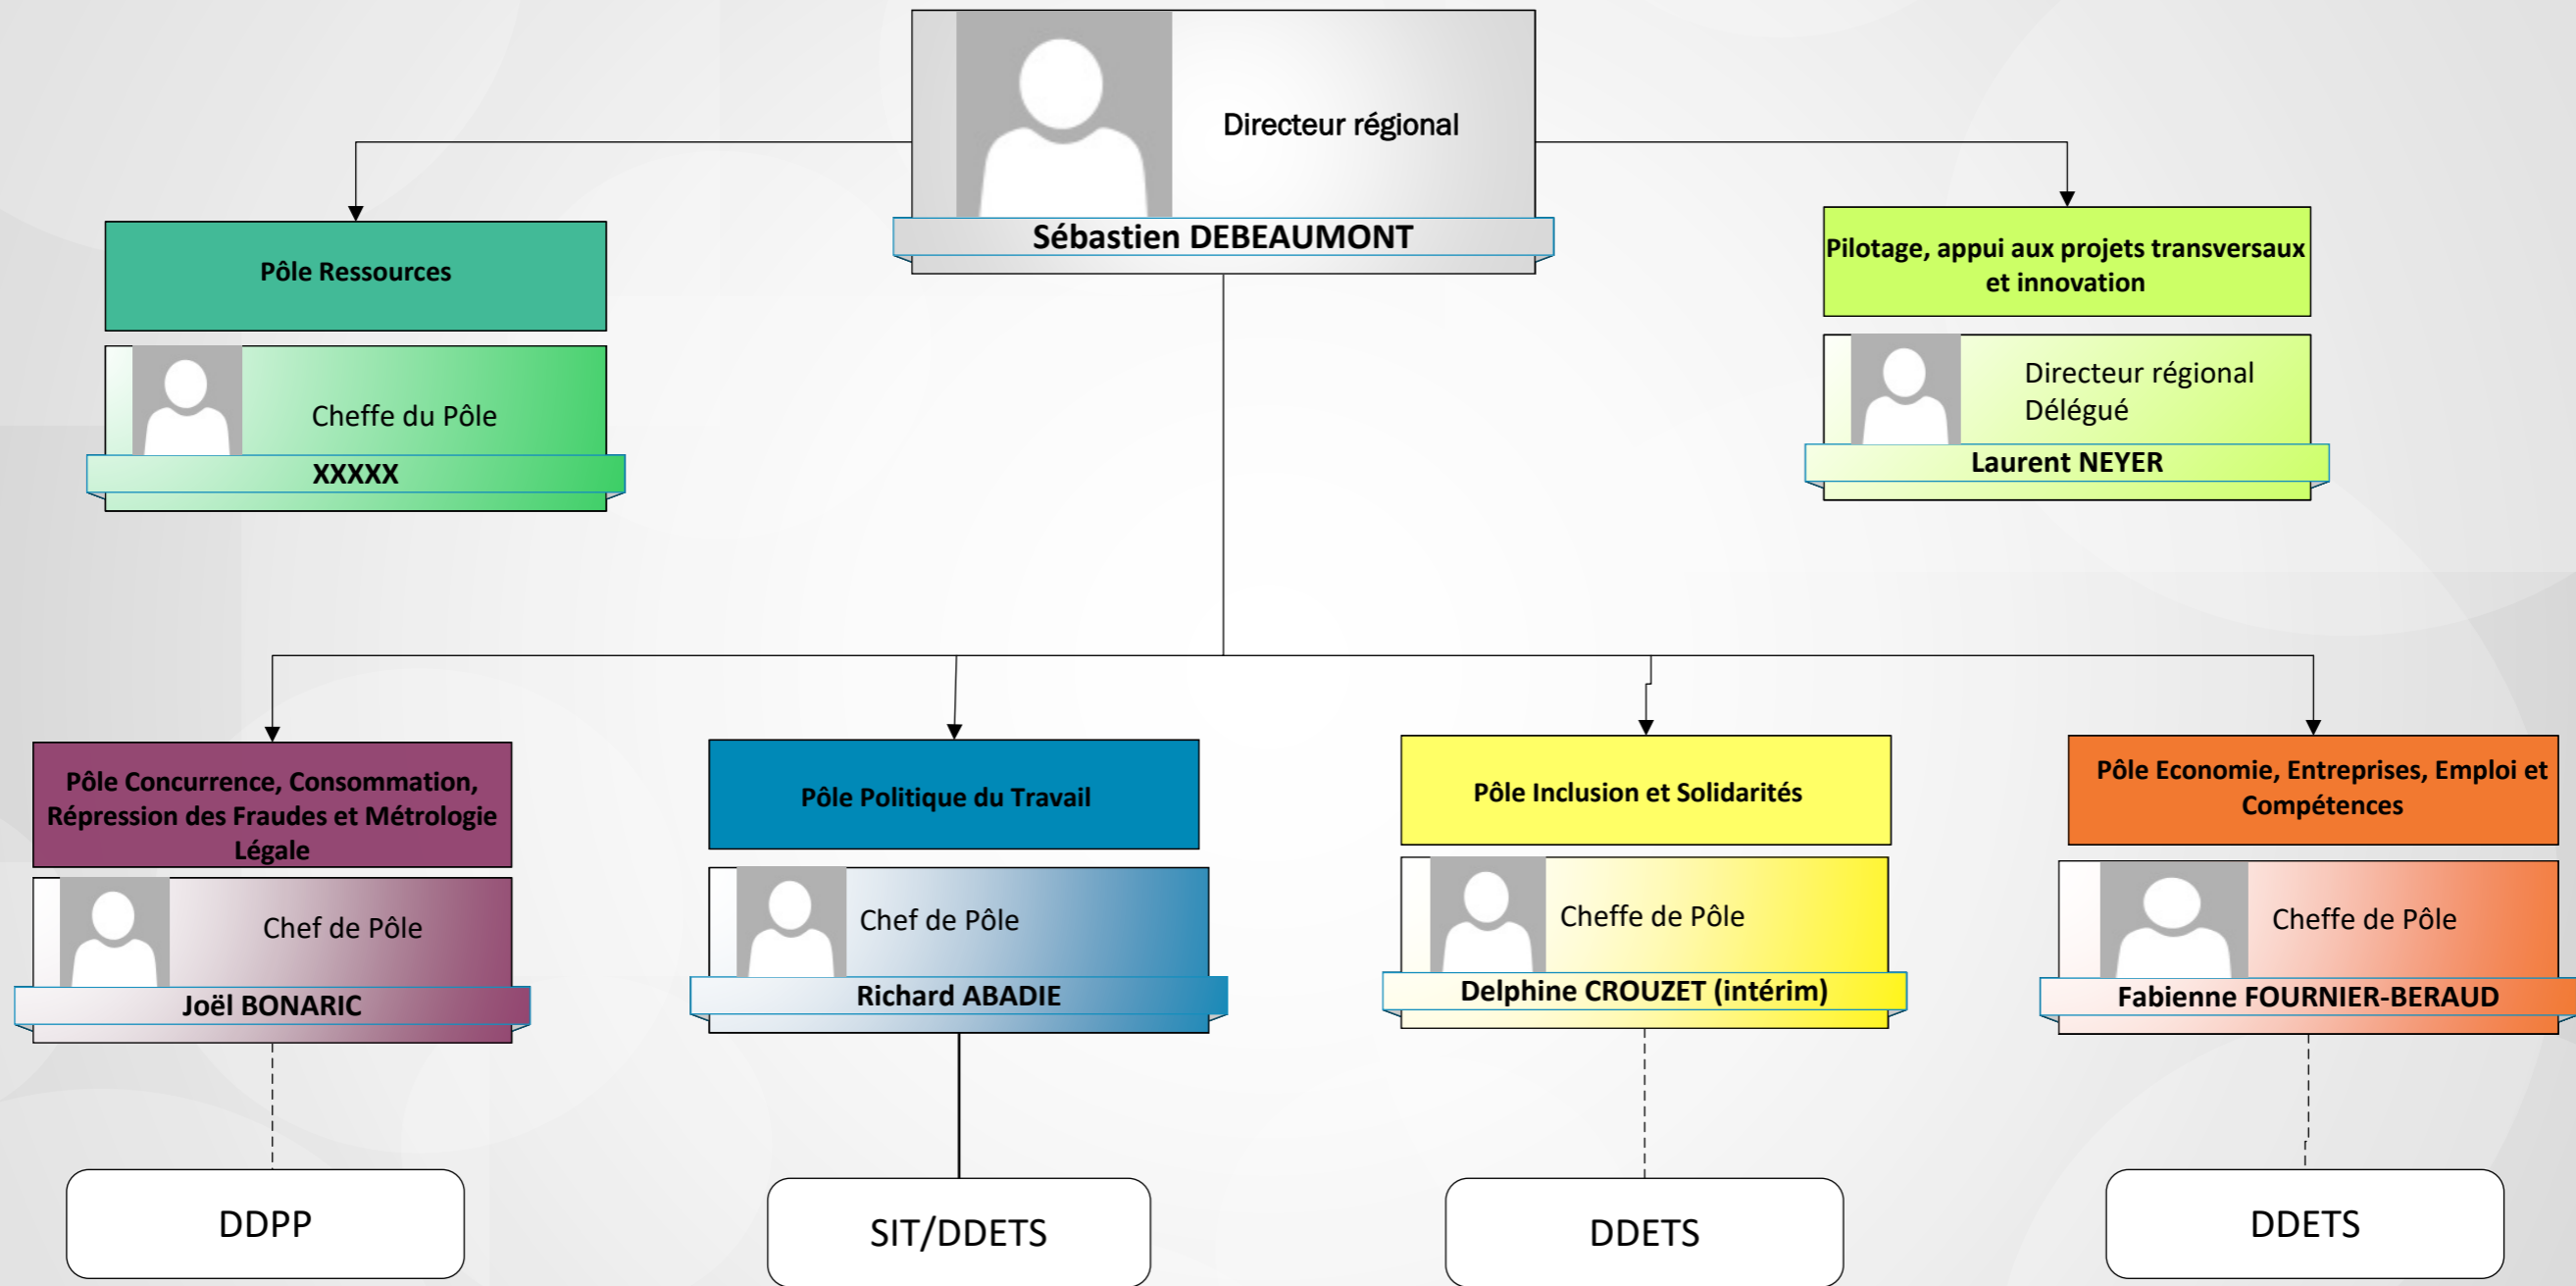 Directeur régional
Sébastien DEBEAUMONT
Pôle Ressources
Cheffe du Pôle
XXXXX
Pilotage, appui aux projets transversaux
et innovation
Directeur régional
Délégué
Laurent NEYER
Pôle Concurrence, Consommation,
Répression des Fraudes et Métrologie
Légale
Chef de Pôle
Joël BONARIC
DDPP
Pôle Politique du Travail
Chef de Pôle
Richard ABADIE
SIT/DDETS
Pôle Inclusion et Solidarités
Cheffe de Pôle
Delphine CROUZET (intérim)
DDETS
Pôle Economie, Entreprises, Emploi et
Compétences
Cheffe de Pôle
Fabienne FOURNIER-BERAUD
DDETS